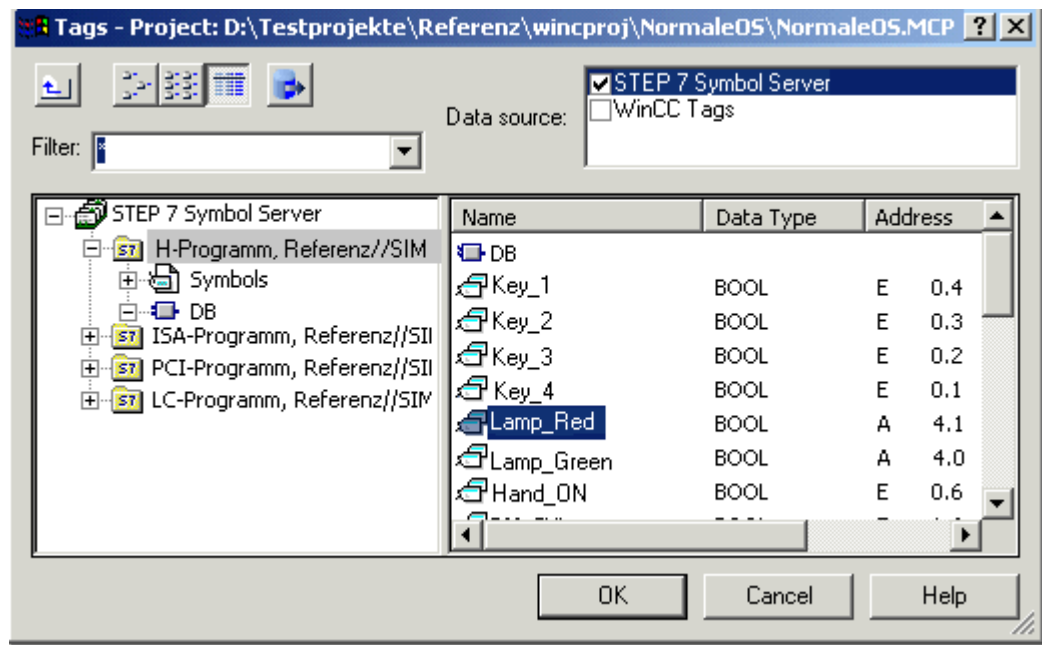 Tags - Project: D:\Testprojekte\Referenz\wincproj\NormaleOS\NormaleOS.MCP
Data source:
STEP 7 Symbol Server
WinCC Tags
Filter: *
STEP 7 Symbol Server
H-Programm, Referenz//SIM
Symbols
DB
ISA-Programm, Referenz//SII
PCI-Programm, Referenz//SII
LC-Programm, Referenz//SIM
Name Data Type Address
DB
Key_1 BOOL E 0.4
Key_2 BOOL E 0.3
Key_3 BOOL E 0.2
Key_4 BOOL E 0.1
Lamp_Red BOOL A 4.1
Lamp_Green BOOL A 4.0
Hand_ON BOOL E 0.6
OK Cancel Help